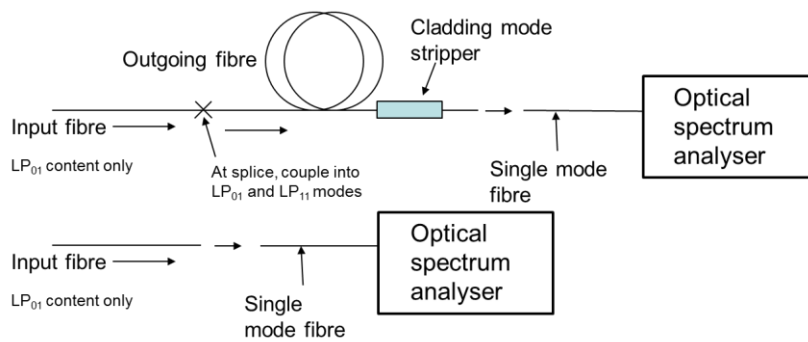 Cladding mode
stripper
Outgoing fibre
Optical
spectrum
analyser
Input fibre
LP₀₁ content only
At splice, couple into
LP₀₁ and LP₁₁ modes
Single mode
fibre
Input fibre
LP₀₁ content only
Single
mode fibre
Optical
spectrum
analyser